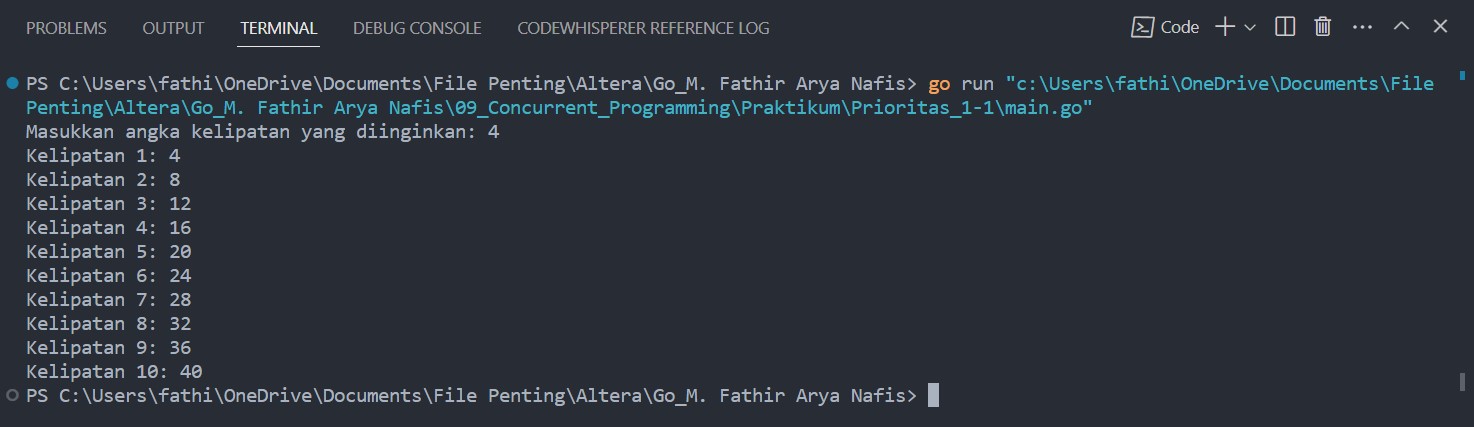 PROBLEMS OUTPUT TERMINAL DEBUG CONSOLE CODEWHISPERER REFERENCE LOG Code
PS C:\Users\fathi\OneDrive\Documents\File Penting\Altera\Go_M. Fathir Arya Nafis> go run "c:\Users\fathi\OneDrive\Documents\File
Penting\Altera\Go_M. Fathir Arya Nafis\09_Concurrent_Programming\Praktikum\Prioritas_1-1\main.go"
Masukkan angka kelipatan yang diinginkan: 4
Kelipatan 1: 4
Kelipatan 2: 8
Kelipatan 3: 12
Kelipatan 4: 16
Kelipatan 5: 20
Kelipatan 6: 24
Kelipatan 7: 28
Kelipatan 8: 32
Kelipatan 9: 36
Kelipatan 10: 40
PS C:\Users\fathi\OneDrive\Documents\File Penting\Altera\Go_M. Fathir Arya Nafis>